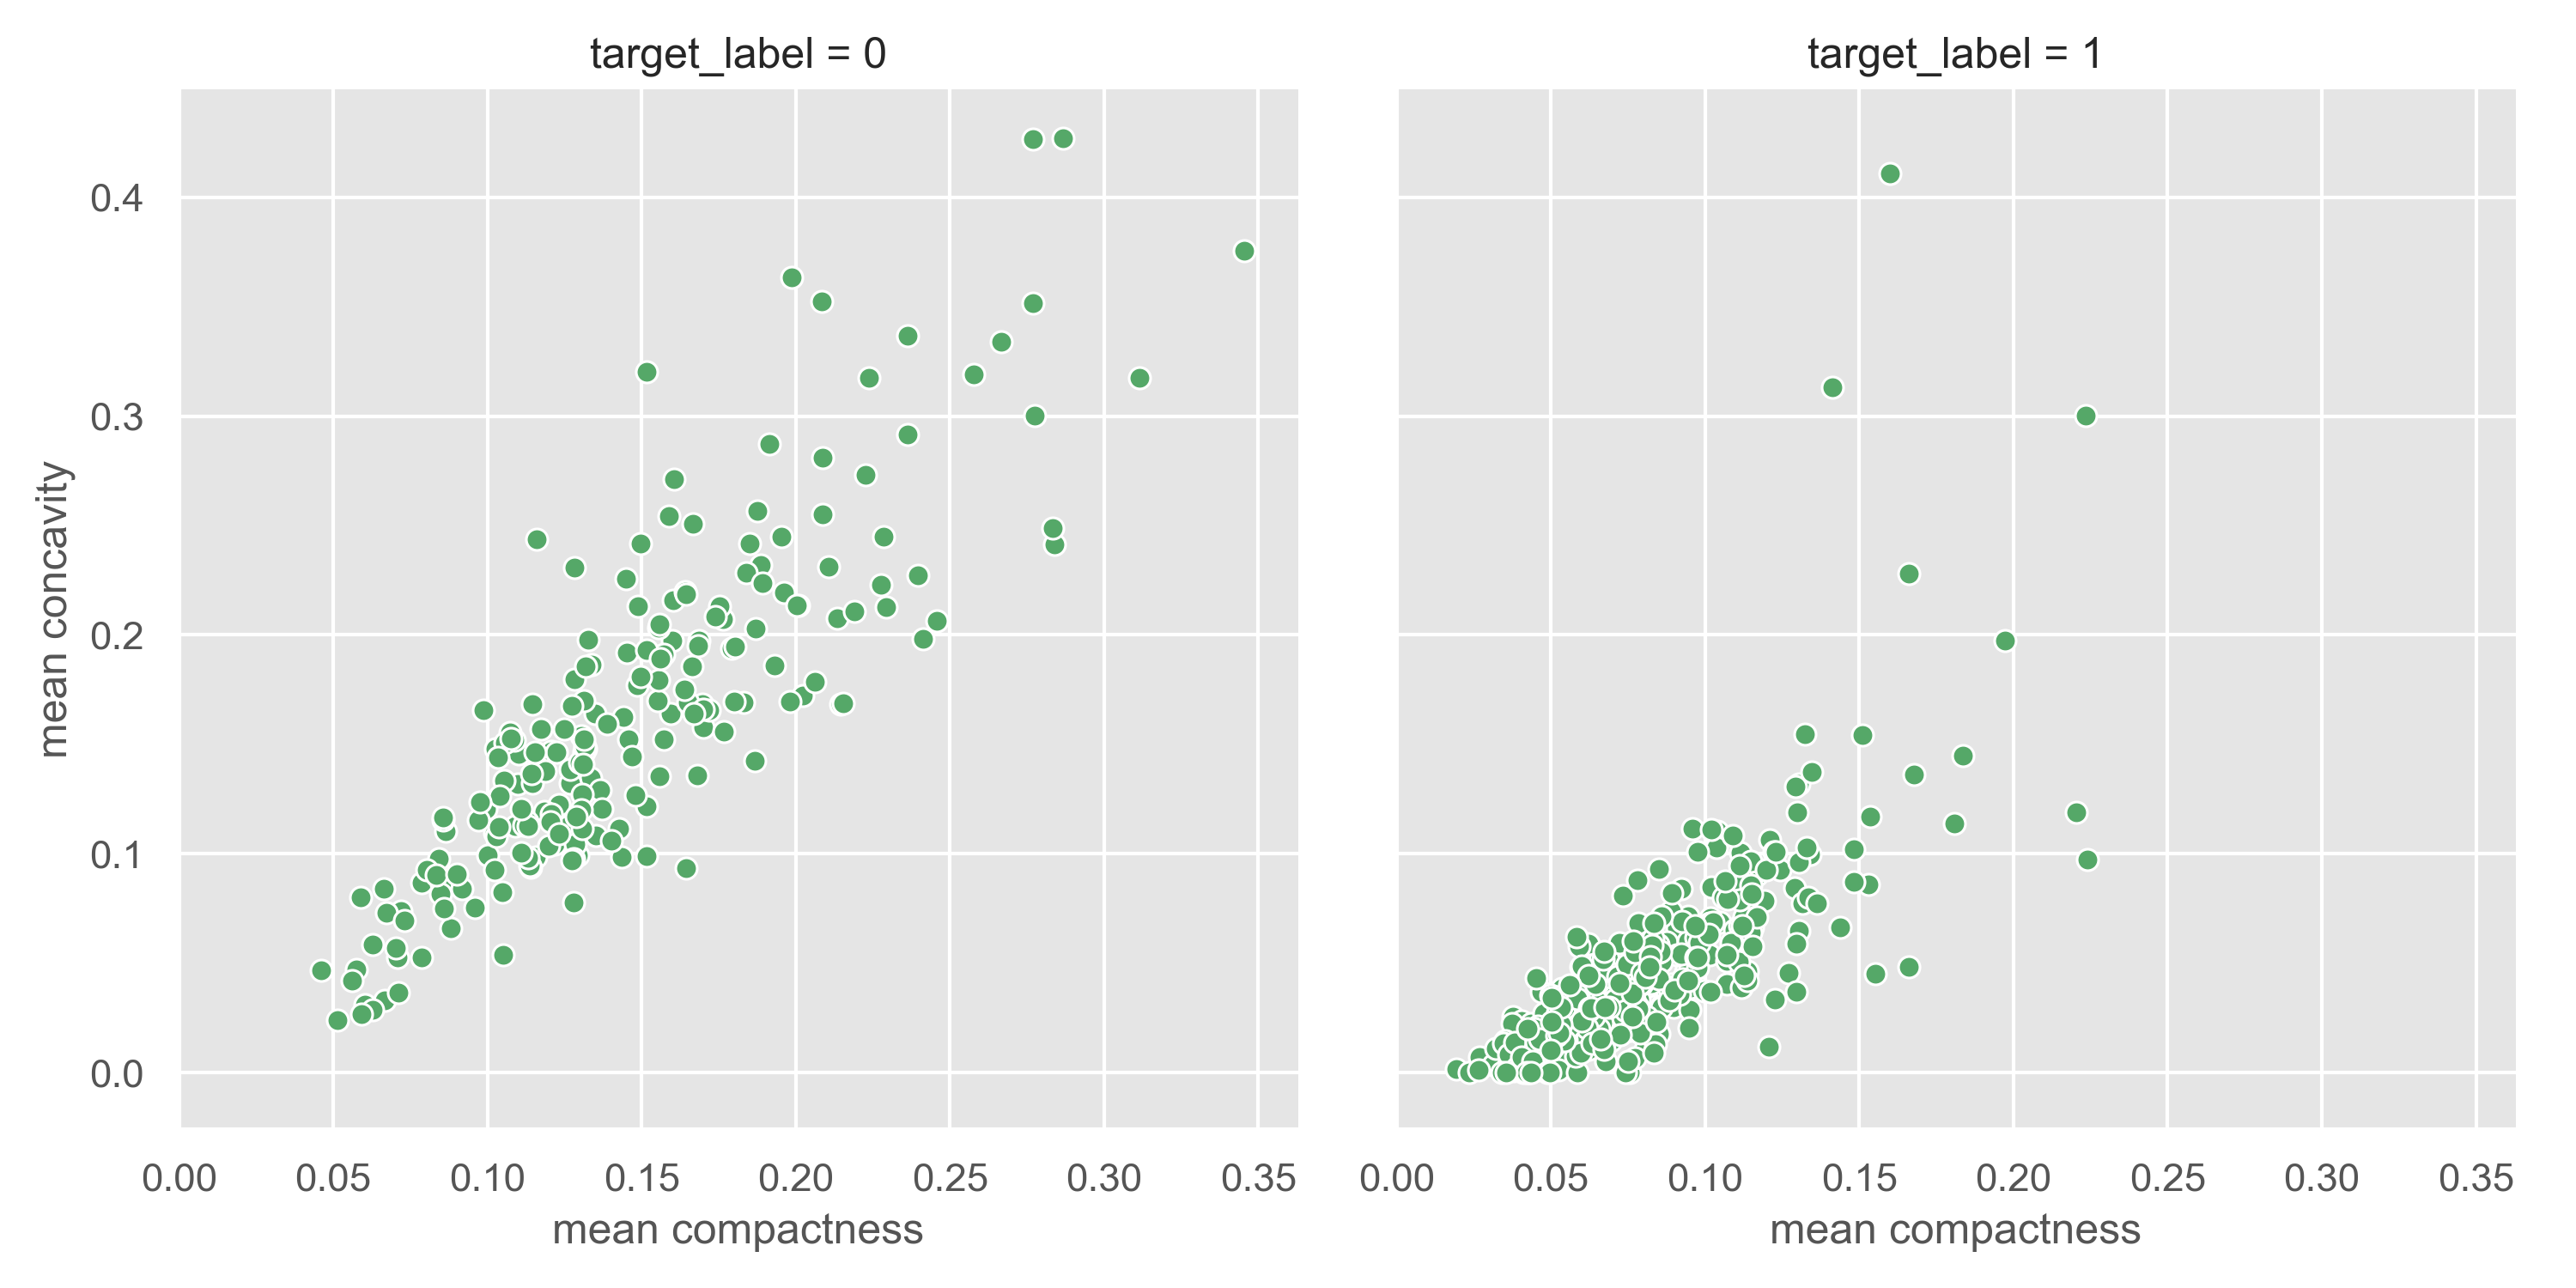 target_label = 0
target_label = 1
mean concavity
0.4
0.3
0.2
0.1
0.0
0.00 0.05 0.10 0.15 0.20 0.25 0.30 0.35
0.00 0.05 0.10 0.15 0.20 0.25 0.30 0.35
mean compactness
mean compactness